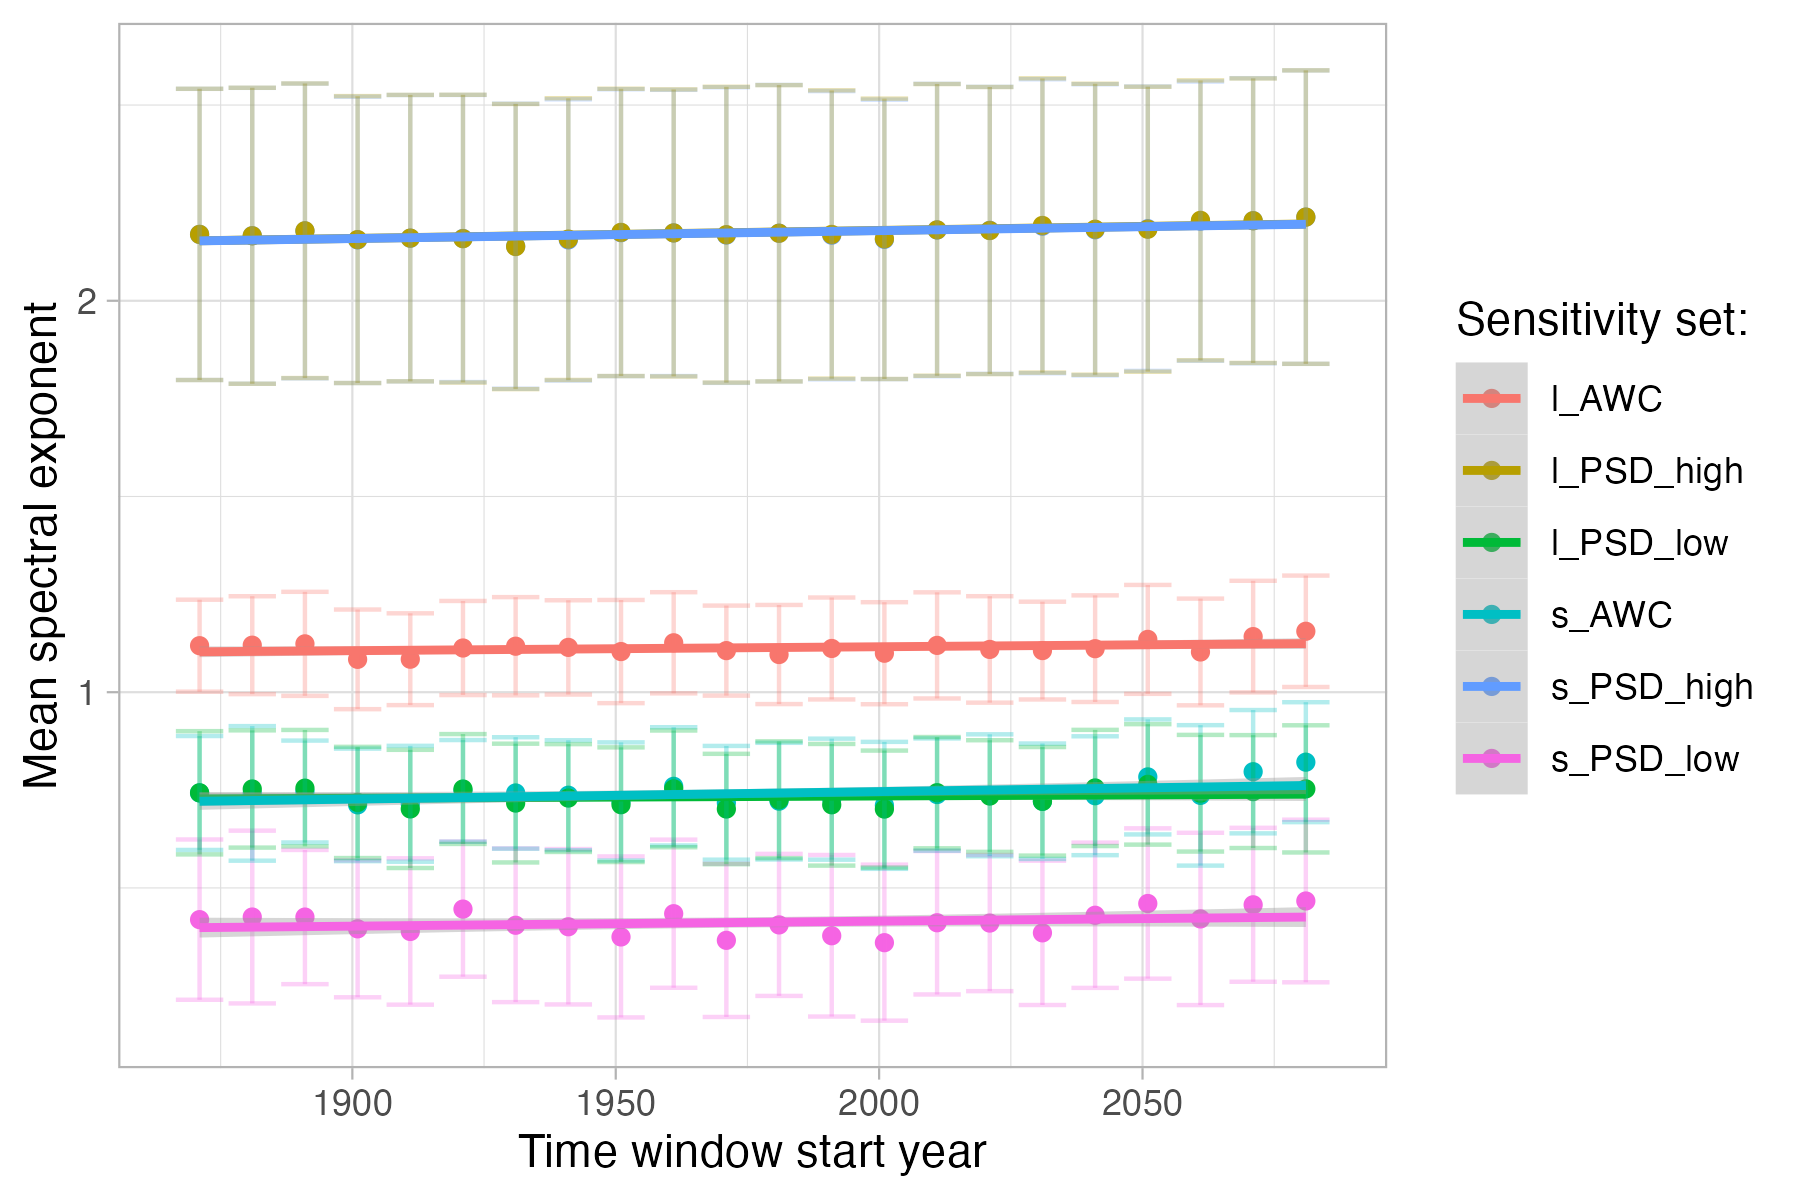 Mean spectral exponent
2
1
1900
1950
2000
2050
Time window start year
Sensitivity set:
l_AWC
l_PSD_high
l_PSD_low
s_AWC
s_PSD_high
s_PSD_low